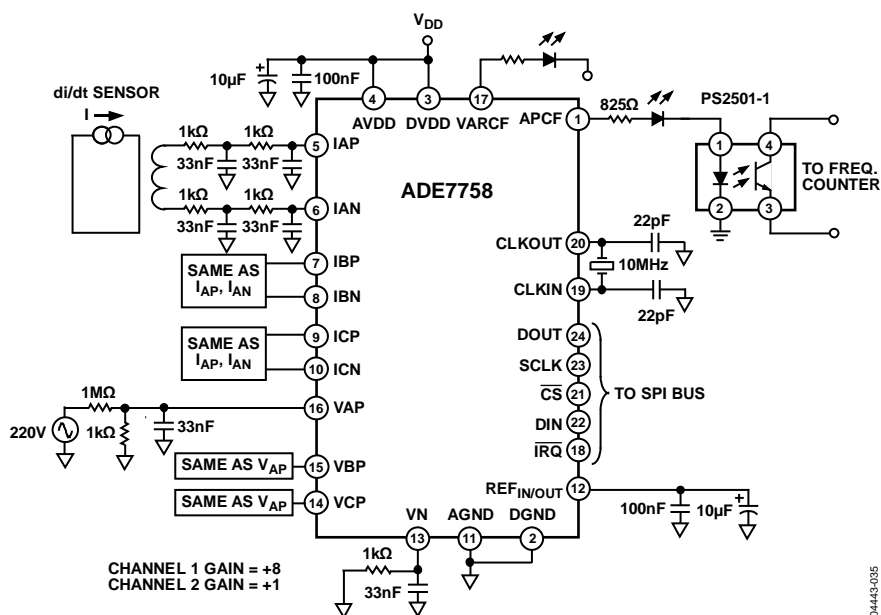 VDD
10µF
100nF
di/dt SENSOR
I
4
3
17
AVDD
DVDD
VARCF
APCF
1
825Ω
PS2501-1
1
4
2
3
TO FREQ.
COUNTER
1kΩ
1kΩ
5
IAP
33nF
33nF
ADE7758
1kΩ
1kΩ
6
IAN
33nF
33nF
SAME AS
IAP, IAN
7
IBP
8
IBN
SAME AS
IAP, IAN
9
ICP
10
ICN
CLKOUT
20
22pF
10MHz
CLKIN
19
22pF
DOUT
24
SCLK
23
CS
21
DIN
22
IRQ
18
TO SPI BUS
1MΩ
16
VAP
220V
1kΩ
33nF
SAME AS VAP
15
VBP
SAME AS VAP
14
VCP
REFIN/OUT
12
100nF
10µF
VN
AGND
DGND
13
11
2
1kΩ
33nF
CHANNEL 1 GAIN = +8
CHANNEL 2 GAIN = +1
04443-035